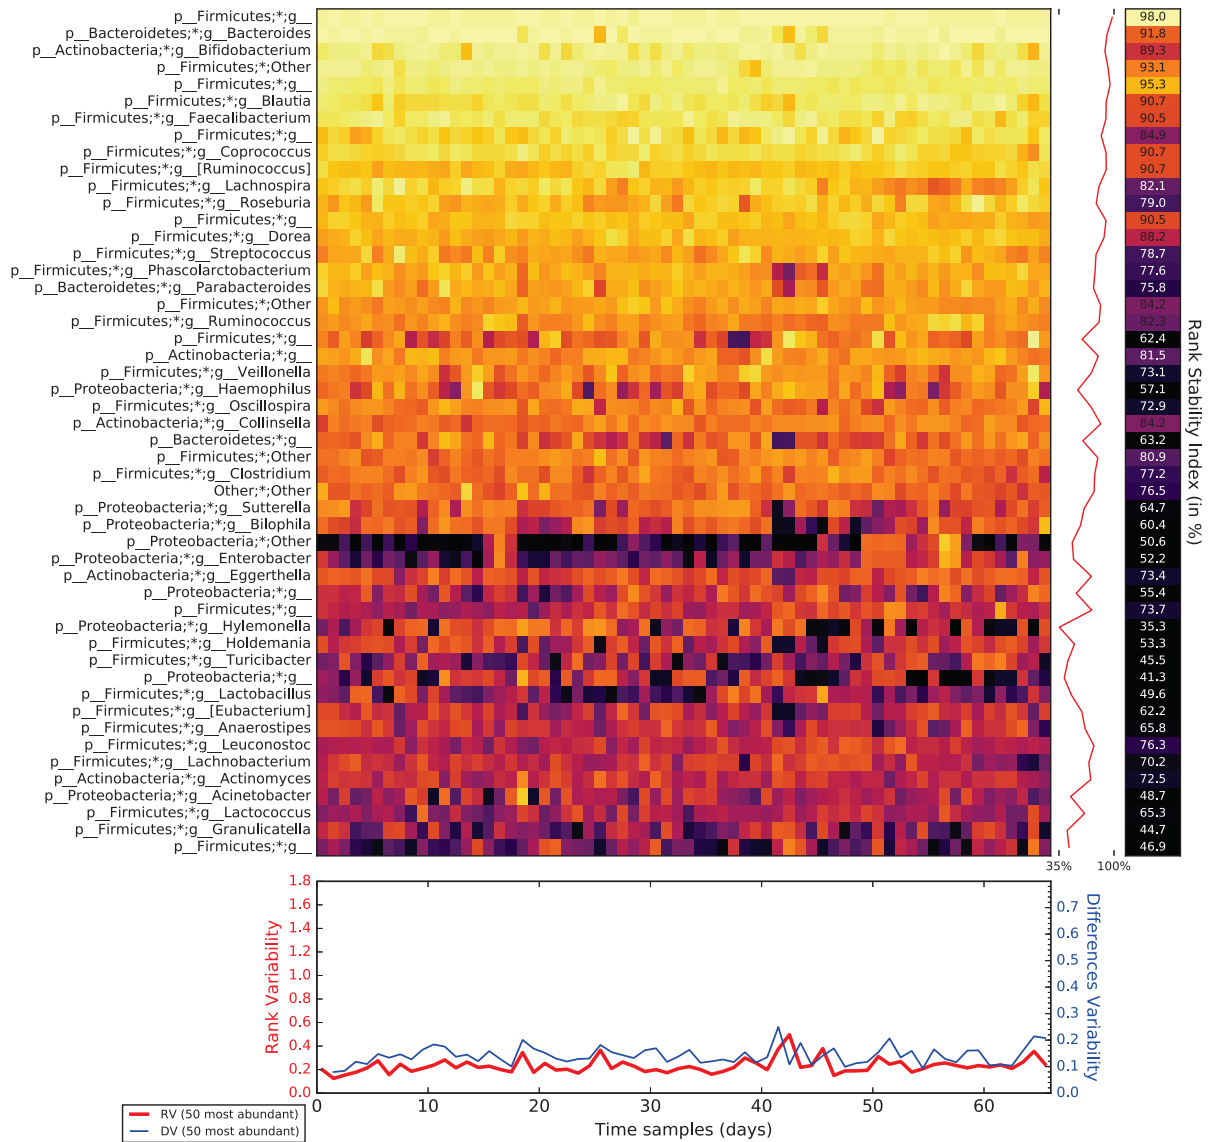 p__Firmicutes;*;g__ 98.0
p__Bacteroidetes;*;g__Bacteroides 91.8
p__Actinobacteria;*;g__Bifidobacterium 89.3
p__Firmicutes;*;Other 93.1
p__Firmicutes;*;g__ 95.3
p__Firmicutes;*;g__Blautia 90.7
p__Firmicutes;*;g__Faecalibacterium 90.5
p__Firmicutes;*;g__ 84.9
p__Firmicutes;*;g__Coprococcus 90.7
p__Firmicutes;*;g__[Ruminococcus] 90.7
p__Firmicutes;*;g__Lachnospira 82.1
p__Firmicutes;*;g__Roseburia 79.0
p__Firmicutes;*;g__ 90.5
p__Firmicutes;*;g__Dorea 88.2
p__Firmicutes;*;g__Streptococcus 78.7
p__Firmicutes;*;g__Phascolarctobacterium 77.6
p__Bacteroidetes;*;g__Parabacteroides 75.8
p__Firmicutes;*;Other 84.2
p__Firmicutes;*;g__Ruminococcus 82.3
p__Firmicutes;*;g__ 62.4
p__Actinobacteria;*;g__ 81.5
p__Firmicutes;*;g__Veillonella 73.1
p__Proteobacteria;*;g__Haemophilus 57.1
p__Firmicutes;*;g__Oscillospira 72.9
p__Actinobacteria;*;g__Collinsella 84.2
p__Bacteroidetes;*;g__ 63.2
p__Firmicutes;*;Other 80.9
p__Firmicutes;*;g__Clostridium 77.2
Other;*;Other 76.5
p__Proteobacteria;*;g__Sutterella 64.7
p__Proteobacteria;*;g__Bilophila 60.4
p__Proteobacteria;*;Other 50.6
p__Proteobacteria;*;g__Enterobacter 52.2
p__Actinobacteria;*;g__Eggerthella 73.4
p__Proteobacteria;*;g__ 55.4
p__Firmicutes;*;g__ 73.7
p__Proteobacteria;*;g__Hylemonella 35.3
p__Firmicutes;*;g__Holdemania 53.3
p__Firmicutes;*;g__Turicibacter 45.5
p__Proteobacteria;*;g__ 41.3
p__Firmicutes;*;g__Lactobacillus 49.6
p__Firmicutes;*;g__[Eubacterium] 62.2
p__Firmicutes;*;g__Anaerostipes 65.8
p__Firmicutes;*;g__Leuconostoc 76.3
p__Firmicutes;*;g__Lachnobacterium 70.2
p__Actinobacteria;*;g__Actinomyces 72.5
p__Proteobacteria;*;g__Acinetobacter 48.7
p__Firmicutes;*;g__Lactococcus 65.3
p__Firmicutes;*;g__Granulicatella 44.7
p__Firmicutes;*;g__ 46.9
35% 100%
Rank Stability Index (in %)
Rank Variability
1.8
1.6
1.4
1.2
1.0
0.8
0.6
0.4
0.2
0.0
Differences Variability
0.7
0.6
0.5
0.4
0.3
0.2
0.1
0.0
0 10 20 30 40 50 60
Time samples (days)
RV (50 most abundant)
DV (50 most abundant)